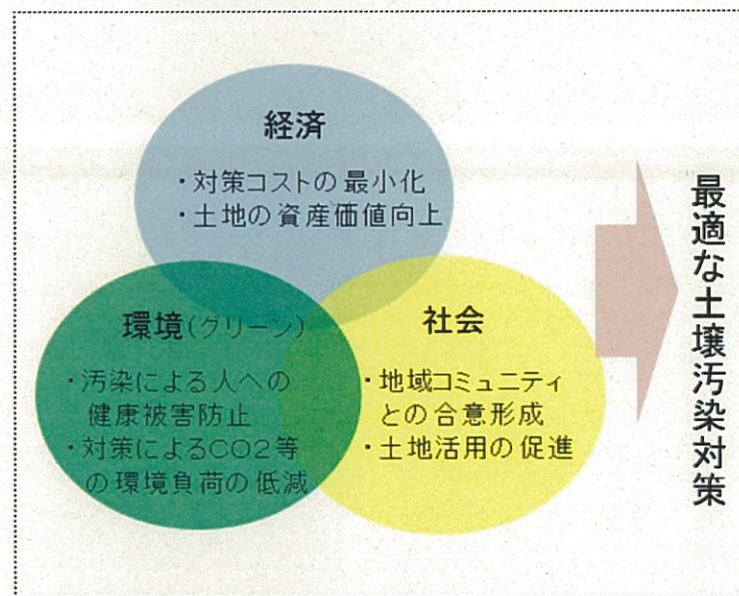 経済
・対策コストの最小化
・土地の資産価値向上
環境(グリーン)
・汚染による人への
健康被害防止
・対策によるCO2等
の環境負荷の低減
社会
・地域コミュニティ
との合意形成
・土地活用の促進
最適な土壌汚染対策